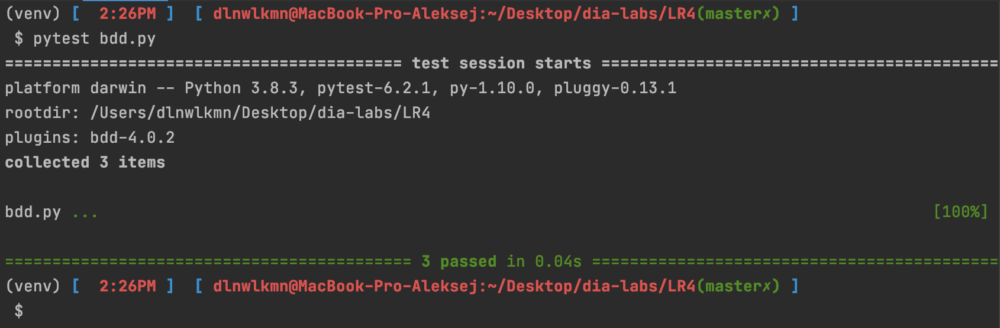 (venv) [  2:26PM ]  [ dlnwlkmn@MacBook-Pro-Aleksej:~/Desktop/dia-labs/LR4(master✗) ]
 $ pytest bdd.py
========================================== test session starts ==========================================
platform darwin -- Python 3.8.3, pytest-6.2.1, py-1.10.0, pluggy-0.13.1
rootdir: /Users/dlnwlkmn/Desktop/dia-labs/LR4
plugins: bdd-4.0.2
collected 3 items
bdd.py ... [100%]
=========================================== 3 passed in 0.04s ===========================================
(venv) [  2:26PM ]  [ dlnwlkmn@MacBook-Pro-Aleksej:~/Desktop/dia-labs/LR4(master✗) ]
 $